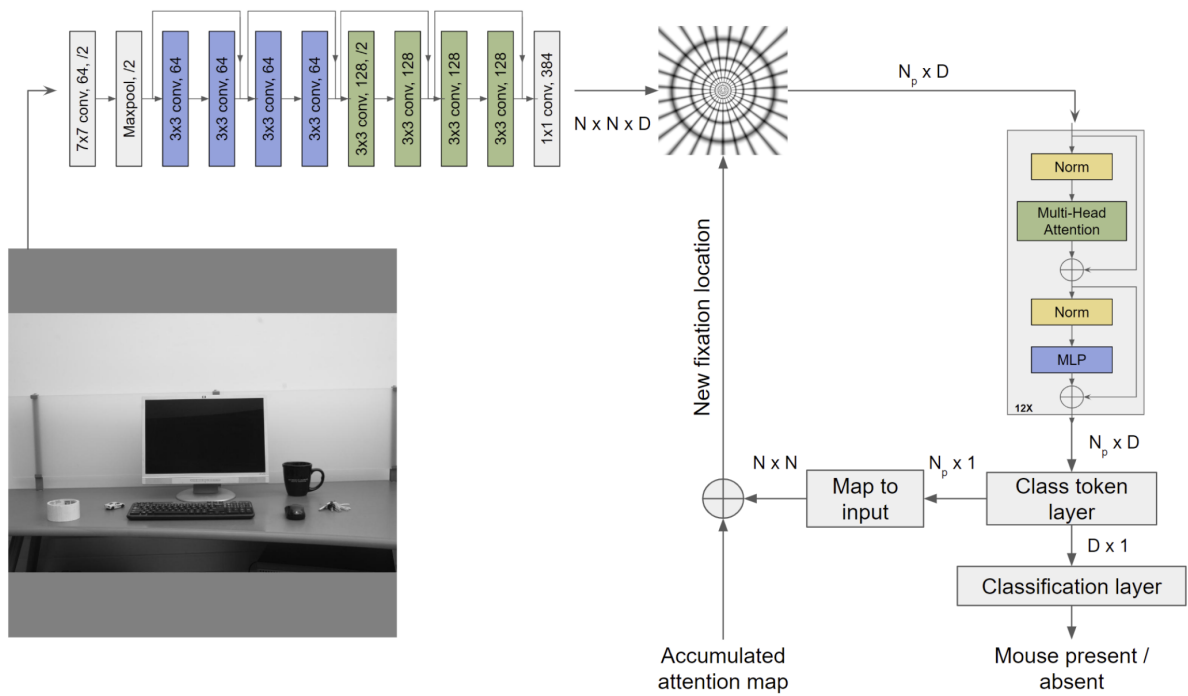 7x7 conv, 64, /2
Maxpool, /2
3x3 conv, 64
3x3 conv, 64
3x3 conv, 64
3x3 conv, 64
3x3 conv, 128, /2
3x3 conv, 128
3x3 conv, 128
3x3 conv, 128
1x1 conv, 384
N x N x D
Nₚ x D
Norm
Multi-Head
Attention
Norm
MLP
12X
Nₚ x D
Class token
layer
Nₚ x 1
Map to
input
N x N
New fixation location
Accumulated
attention map
D x 1
Classification layer
Mouse present /
absent